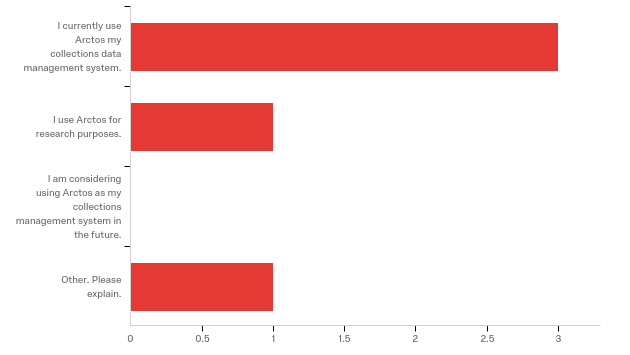 I currently use
Arctos my
collections data
management system.
I use Arctos for
research purposes.
I am considering
using Arctos as my
collections
management system in
the future.
Other. Please
explain.
0 0.5 1 1.5 2 2.5 3